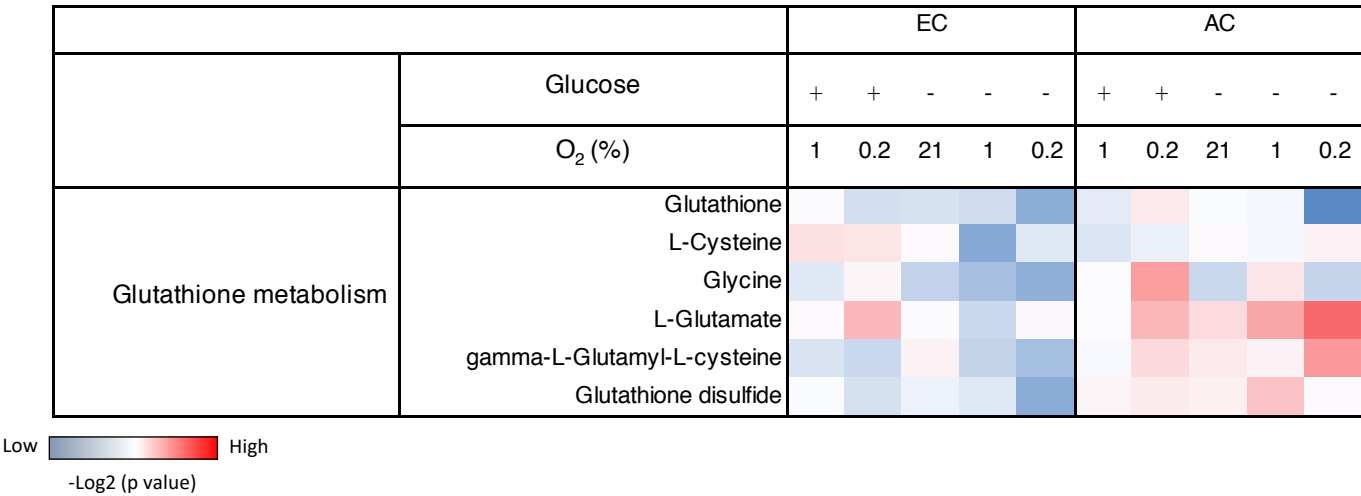 EC AC
Glucose + + - - - + + - - -
O₂ (%) 1 0.2 21 1 0.2 1 0.2 21 1 0.2
Glutathione metabolism
Glutathione
L-Cysteine
Glycine
L-Glutamate
gamma-L-Glutamyl-L-cysteine
Glutathione disulfide
Low High
-Log2 (p value)